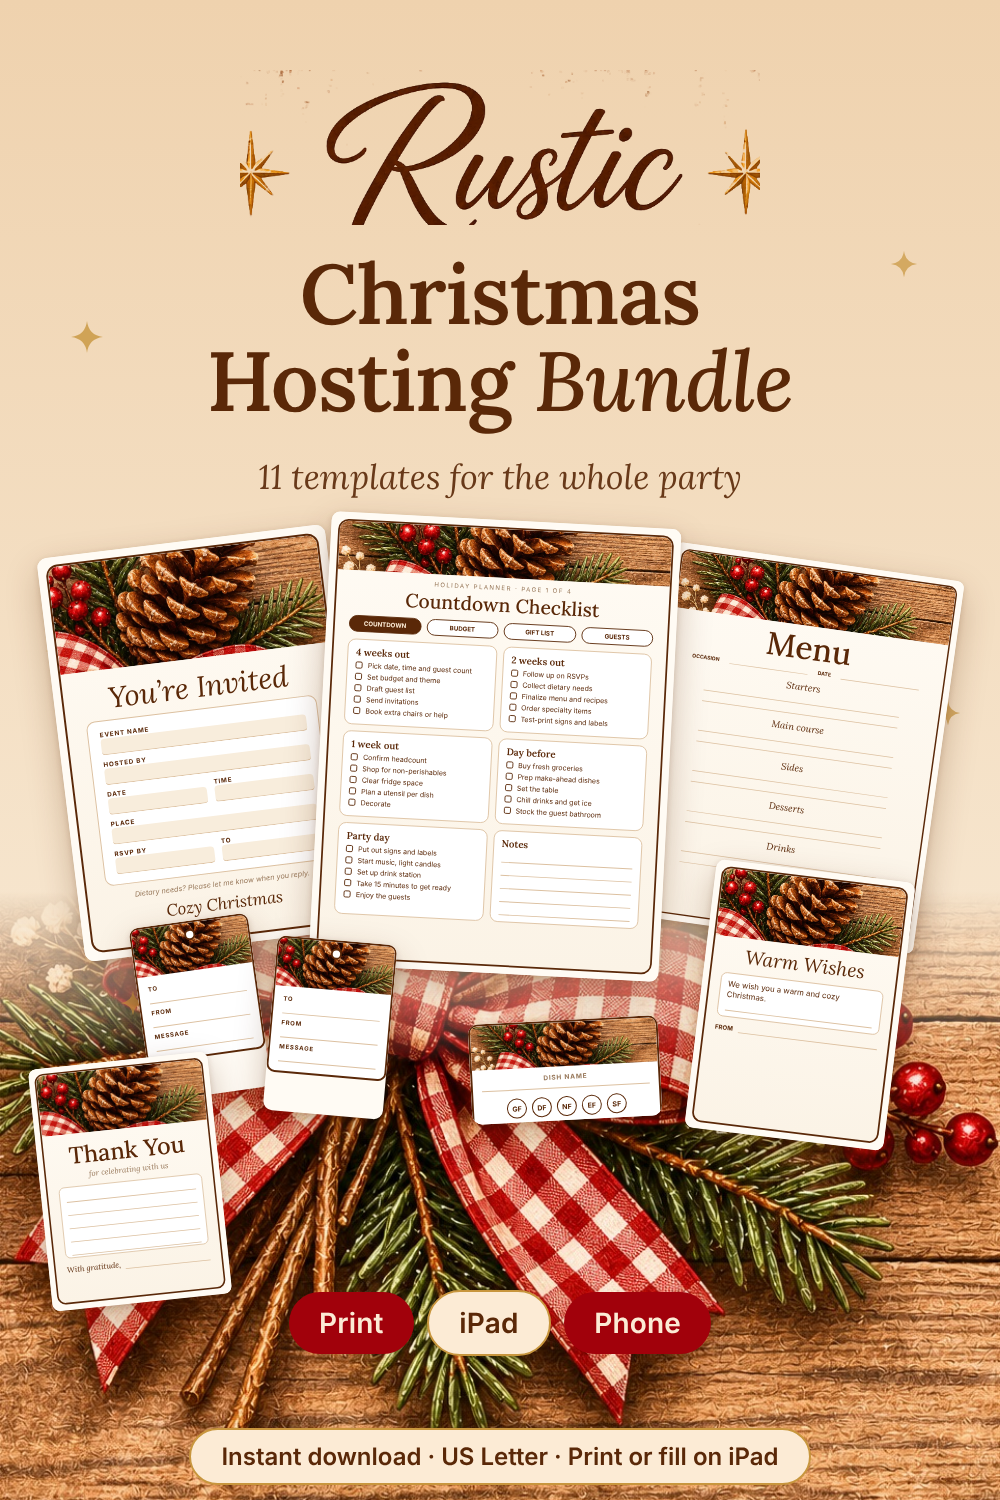 Rustic
Christmas
Hosting Bundle
11 templates for the whole party
You're Invited
EVENT NAME
HOSTED BY
DATE
TIME
PLACE
RSVP BY
TO
Dietary needs? Please let me know when you reply.
Cozy Christmas
HOLIDAY PLANNER · PAGE 1 OF 4
Countdown Checklist
COUNTDOWN
BUDGET
GIFT LIST
GUESTS
4 weeks out
Pick date, time and guest count
Set budget and theme
Draft guest list
Send invitations
Book extra chairs or help
2 weeks out
Follow up on RSVPs
Collect dietary needs
Finalize menu and recipes
Order specialty items
Test-print signs and labels
1 week out
Confirm headcount
Shop for non-perishables
Clear fridge space
Plan a utensil per dish
Decorate
Day before
Buy fresh groceries
Prep make-ahead dishes
Set the table
Chill drinks and get ice
Stock the guest bathroom
Party day
Put out signs and labels
Start music, light candles
Set up drink station
Take 15 minutes to get ready
Enjoy the guests
Notes
Menu
OCCASION
DATE
Starters
Main course
Sides
Desserts
Drinks
TO
FROM
MESSAGE
TO
FROM
MESSAGE
DISH NAME
GF DF NF EF SF
Warm Wishes
We wish you a warm and cozy
Christmas.
FROM
Thank You
for celebrating with us
With gratitude,
Print
iPad
Phone
Instant download · US Letter · Print or fill on iPad